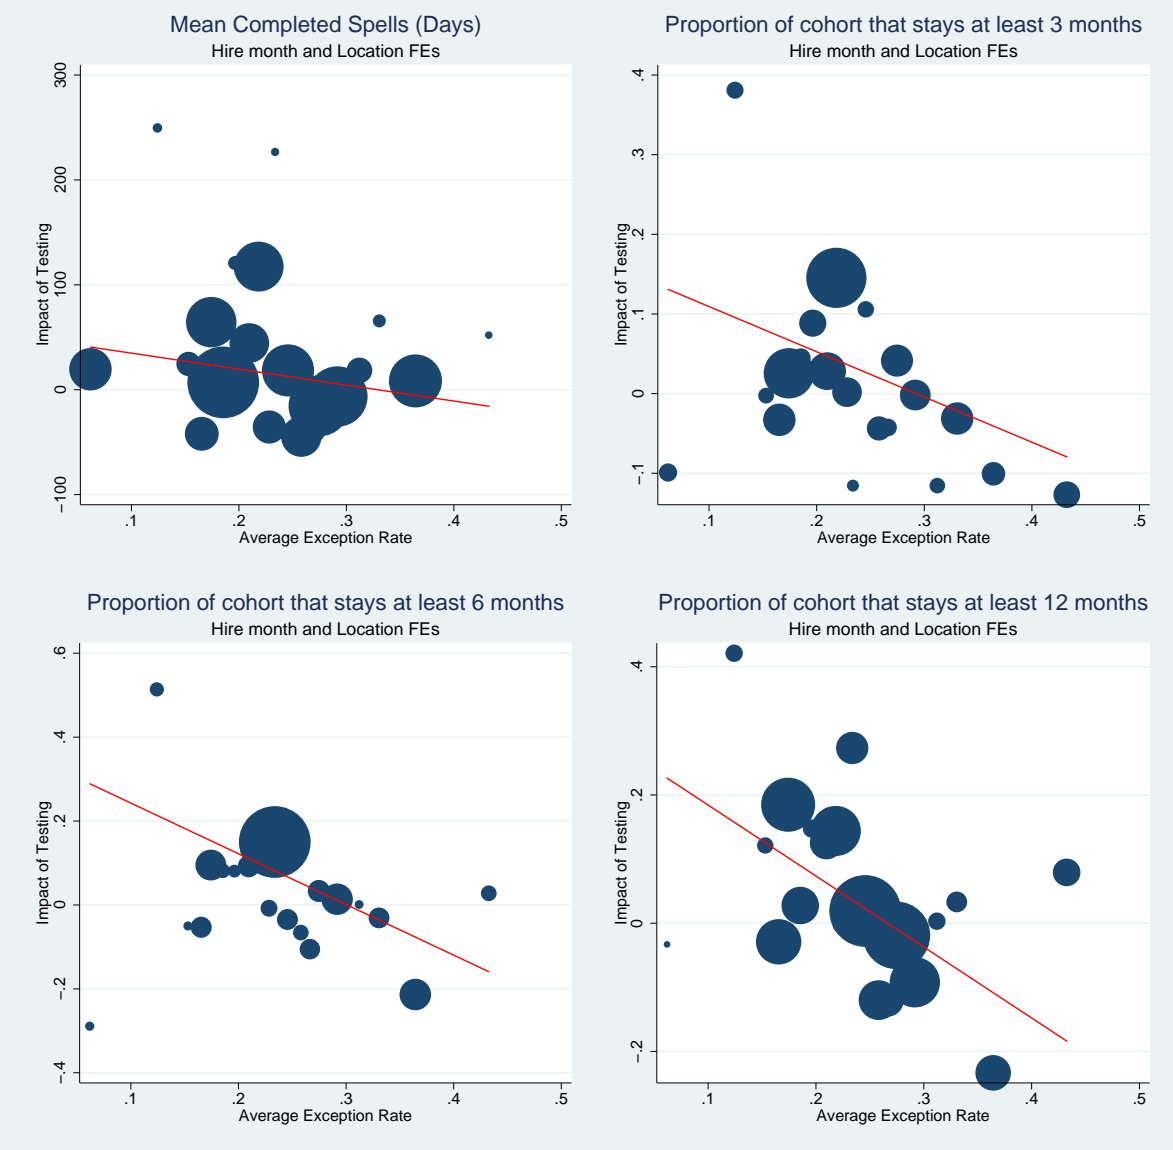 Mean Completed Spells (Days)
Hire month and Location FEs
Impact of Testing
300
200
100
0
−100
.1 .2 .3 .4 .5
Average Exception Rate
Proportion of cohort that stays at least 3 months
Hire month and Location FEs
Impact of Testing
.4
.3
.2
.1
0
−.1
.1 .2 .3 .4 .5
Average Exception Rate
Proportion of cohort that stays at least 6 months
Hire month and Location FEs
Impact of Testing
.6
.4
.2
0
−.2
−.4
.1 .2 .3 .4 .5
Average Exception Rate
Proportion of cohort that stays at least 12 months
Hire month and Location FEs
Impact of Testing
.4
.2
0
−.2
.1 .2 .3 .4 .5
Average Exception Rate